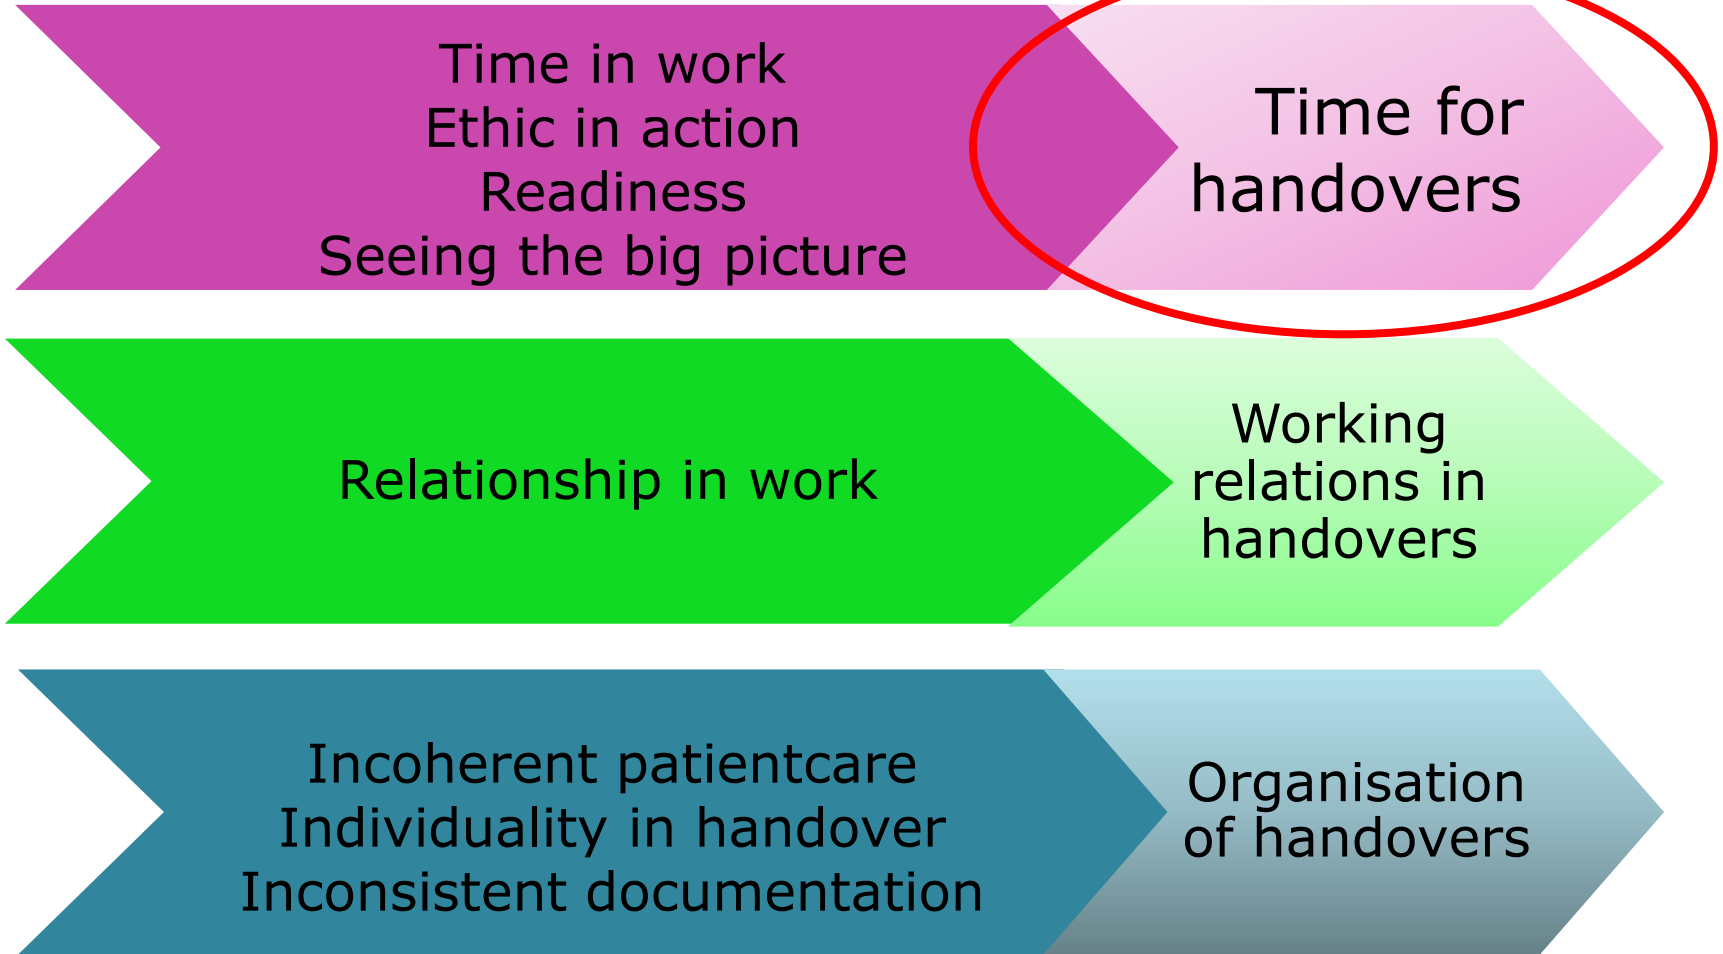 Time in work
Ethic in action
Readiness
Seeing the big picture
Time for
handovers
Relationship in work
Working
relations in
handovers
Incoherent patientcare
Individuality in handover
Inconsistent documentation
Organisation
of handovers